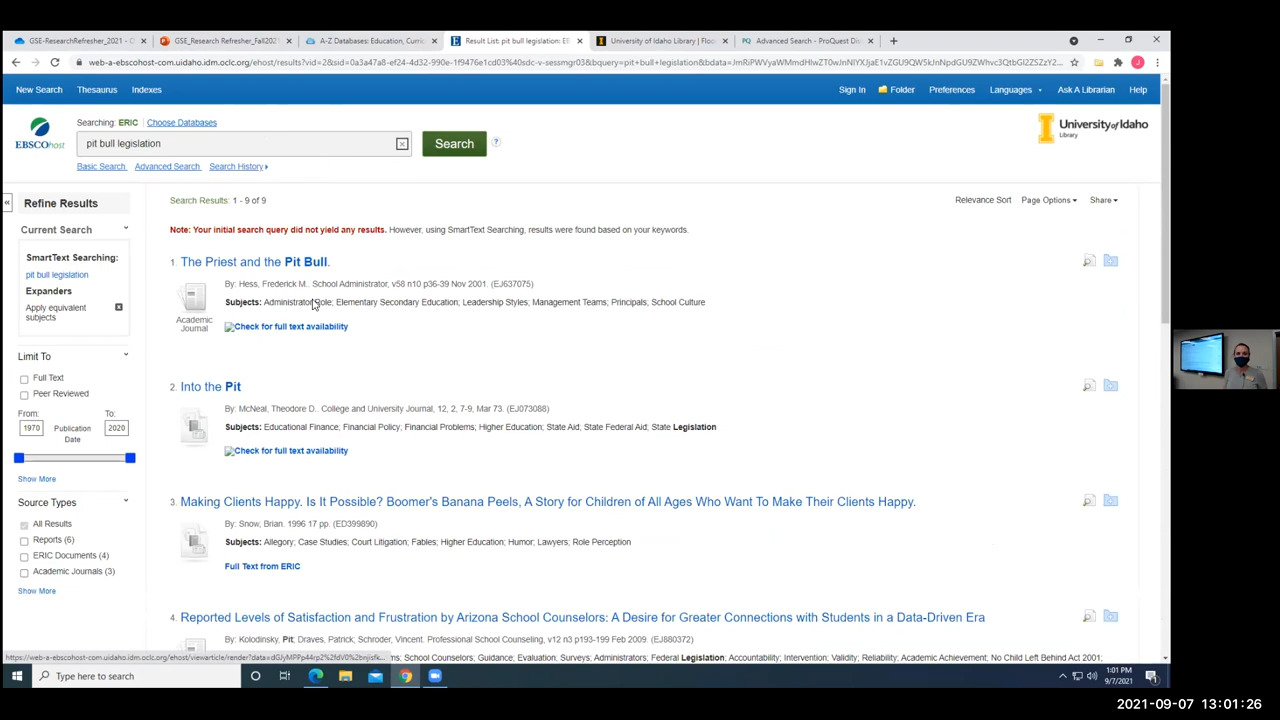 GSE-ResearchRefresher_2021 - O
GSE_Research Refresher_Fall2021
A-Z Databases: Education, Curri
Result List: pit bull legislation: EB
University of Idaho Library | Floo
Advanced Search - ProQuest Dis
New Search Thesaurus Indexes
Sign In Folder Preferences Languages Ask A Librarian Help
Searching: ERIC Choose Databases
EBSCOhost
pit bull legislation
Search
University of Idaho
Library
Basic Search Advanced Search Search History
Refine Results
Search Results: 1 - 9 of 9
Relevance Sort Page Options Share
Current Search
Note: Your initial search query did not yield any results. However, using SmartText Searching, results were found based on your keywords.
SmartText Searching:
pit bull legislation
Expanders
Apply equivalent
subjects
1. The Priest and the Pit Bull.
By: Hess, Frederick M.. School Administrator, v58 n10 p36-39 Nov 2001. (EJ637075)
Subjects: Administrator Role; Elementary Secondary Education; Leadership Styles; Management Teams; Principals; School Culture
Academic
Journal
Check for full text availability
Limit To
Full Text
Peer Reviewed
From: To:
1970 Publication 2020
Date
Show More
2. Into the Pit
By: McNeal, Theodore D.. College and University Journal, 12, 2, 7-9, Mar 73. (EJ073088)
Subjects: Educational Finance; Financial Policy; Financial Problems; Higher Education; State Aid; State Federal Aid; State Legislation
Check for full text availability
Source Types
All Results
Reports (6)
ERIC Documents (4)
Academic Journals (3)
Show More
3. Making Clients Happy. Is It Possible? Boomer's Banana Peels, A Story for Children of All Ages Who Want To Make Their Clients Happy.
By: Snow, Brian. 1996 17 pp. (ED399890)
Subjects: Allegory; Case Studies; Court Litigation; Fables; Higher Education; Humor; Lawyers; Role Perception
Full Text from ERIC
4. Reported Levels of Satisfaction and Frustration by Arizona School Counselors: A Desire for Greater Connections with Students in a Data-Driven Era
By: Kolodinsky, Pit; Draves, Patrick; Schroder, Vincent. Professional School Counseling, v12 n3 p193-199 Feb 2009. (EJ880372)
School Counselors; Guidance; Evaluation; Surveys; Administrators; Federal Legislation; Accountability; Intervention; Validity; Reliability; Academic Achievement; No Child Left Behind Act 2001;
Type here to search
1:01 PM
9/7/2021
2021-09-07 13:01:26